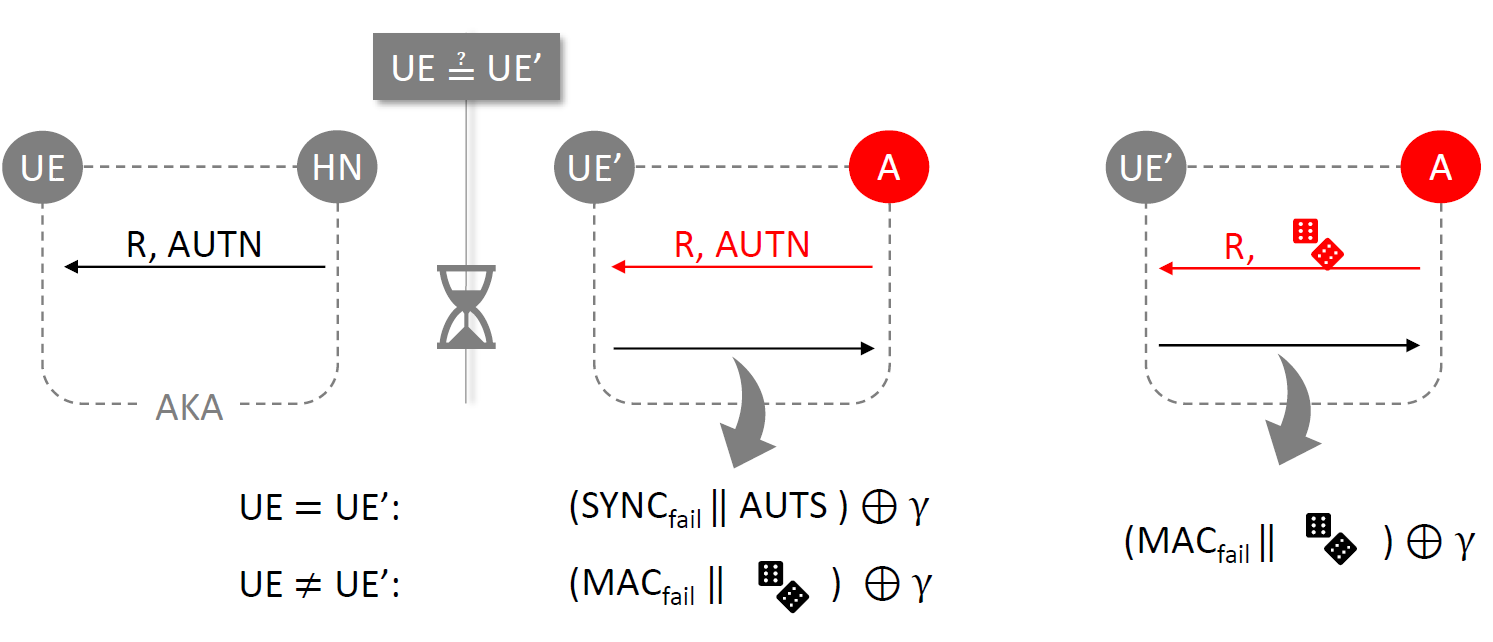 UE ≟ UE’
UE HN UE’ A UE’ A
R, AUTN R, AUTN R,
AKA
UE = UE’: (SYNCfail || AUTS ) ⊕ γ
(MACfail || ) ⊕ γ
UE ≠ UE’: (MACfail || ) ⊕ γ